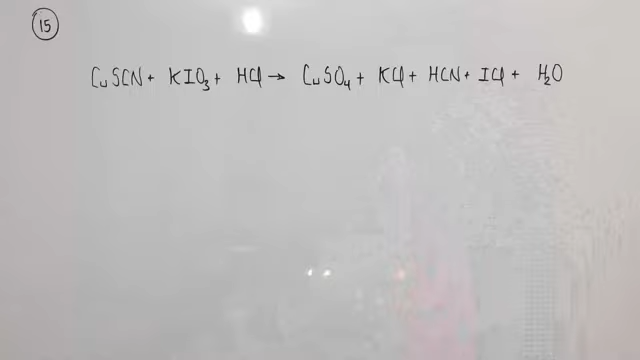 15
CuSCN + KIO₃ + HCl → CuSO₄ + KCl + HCN + ICl + H₂O